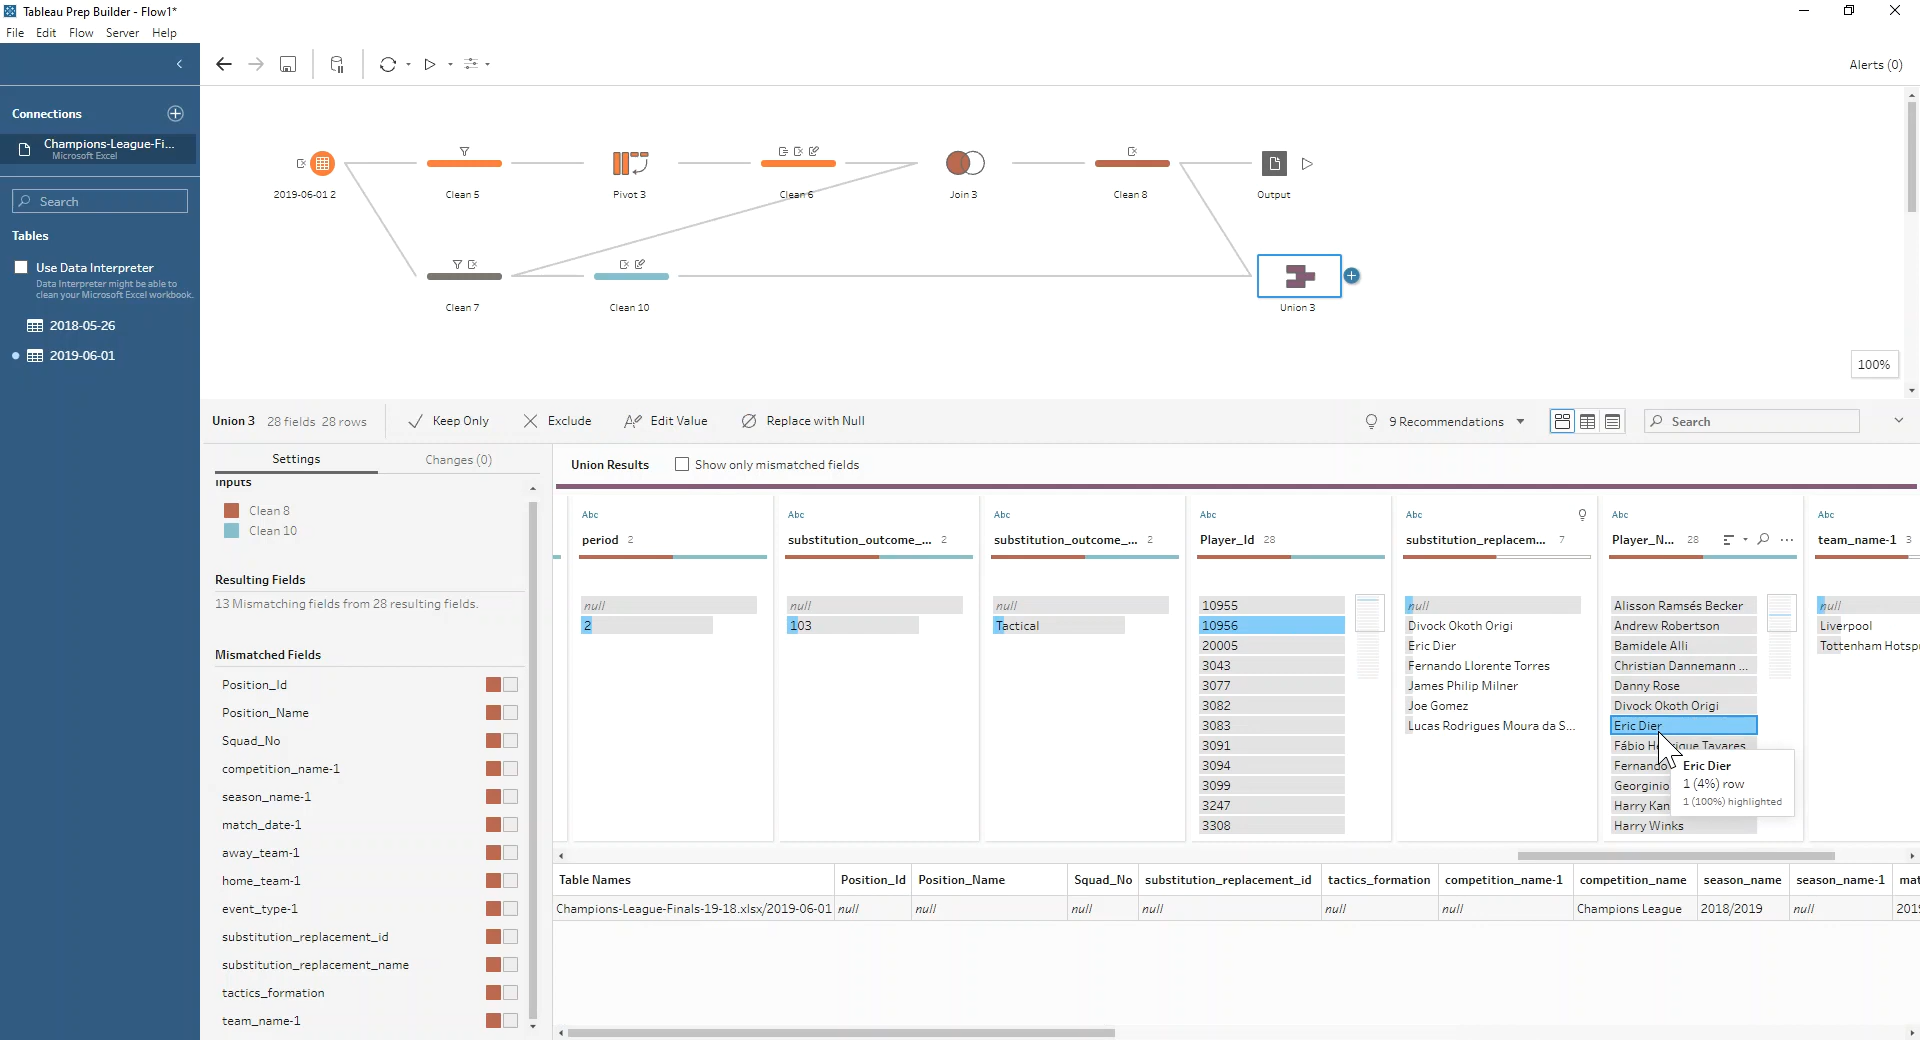 Tableau Prep Builder - Flow1*
File Edit Flow Server Help
Alerts (0)
Connections
Champions-League-Fi...
Microsoft Excel
Search
Tables
Use Data Interpreter
Data Interpreter might be able to
clean your Microsoft Excel workbook.
2018-05-26
2019-06-01
2019-06-01 2
Clean 5
Pivot 3
Clean 6
Join 3
Clean 8
Output
Clean 7
Clean 10
Union 3
100%
Union 3 28 fields 28 rows Keep Only Exclude Edit Value Replace with Null 9 Recommendations Search
Settings Changes (0)
Inputs
Clean 8
Clean 10
Resulting Fields
13 Mismatching fields from 28 resulting fields.
Mismatched Fields
Position_Id
Position_Name
Squad_No
competition_name-1
season_name-1
match_date-1
away_team-1
home_team-1
event_type-1
substitution_replacement_id
substitution_replacement_name
tactics_formation
team_name-1
Union Results Show only mismatched fields
Abc
period 2
null
2
Abc
substitution_outcome_... 2
null
103
Abc
substitution_outcome_... 2
null
Tactical
Abc
Player_Id 28
10955
10956
20005
3043
3077
3082
3083
3091
3094
3099
3247
3308
Abc
substitution_replacem... 7
null
Divock Okoth Origi
Eric Dier
Fernando Llorente Torres
James Philip Milner
Joe Gomez
Lucas Rodrigues Moura da S...
Abc
Player_N... 28
Alisson Ramsés Becker
Andrew Robertson
Bamidele Alli
Christian Dannemann ...
Danny Rose
Divock Okoth Origi
Eric Dier
Fernando
Georginio
Harry Kan
Harry Winks
Eric Dier
1 (4%) row
1 (100%) highlighted
Abc
team_name-1 3
null
Liverpool
Tottenham Hotsp
Table Names Position_Id Position_Name Squad_No substitution_replacement_id tactics_formation competition_name-1 competition_name season_name season_name-1 mat
Champions-League-Finals-19-18.xlsx/2019-06-01 null null null null null null Champions League 2018/2019 null 2019